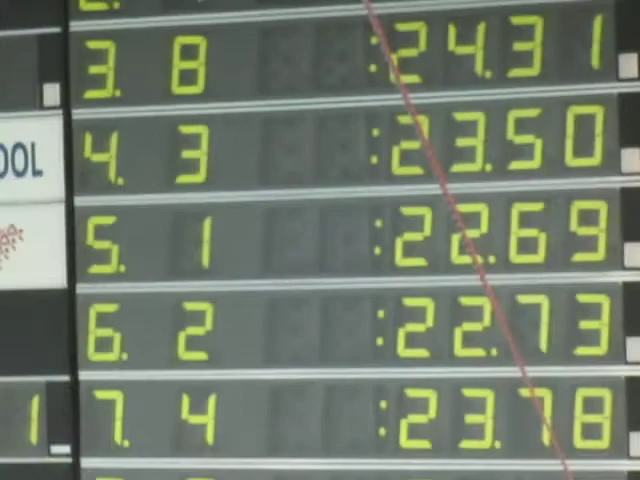 3. 8 :24.31
OOL
4. 3 :23.50
5. 1 :22.69
6. 2 :22.73
1
7. 4 :23.78